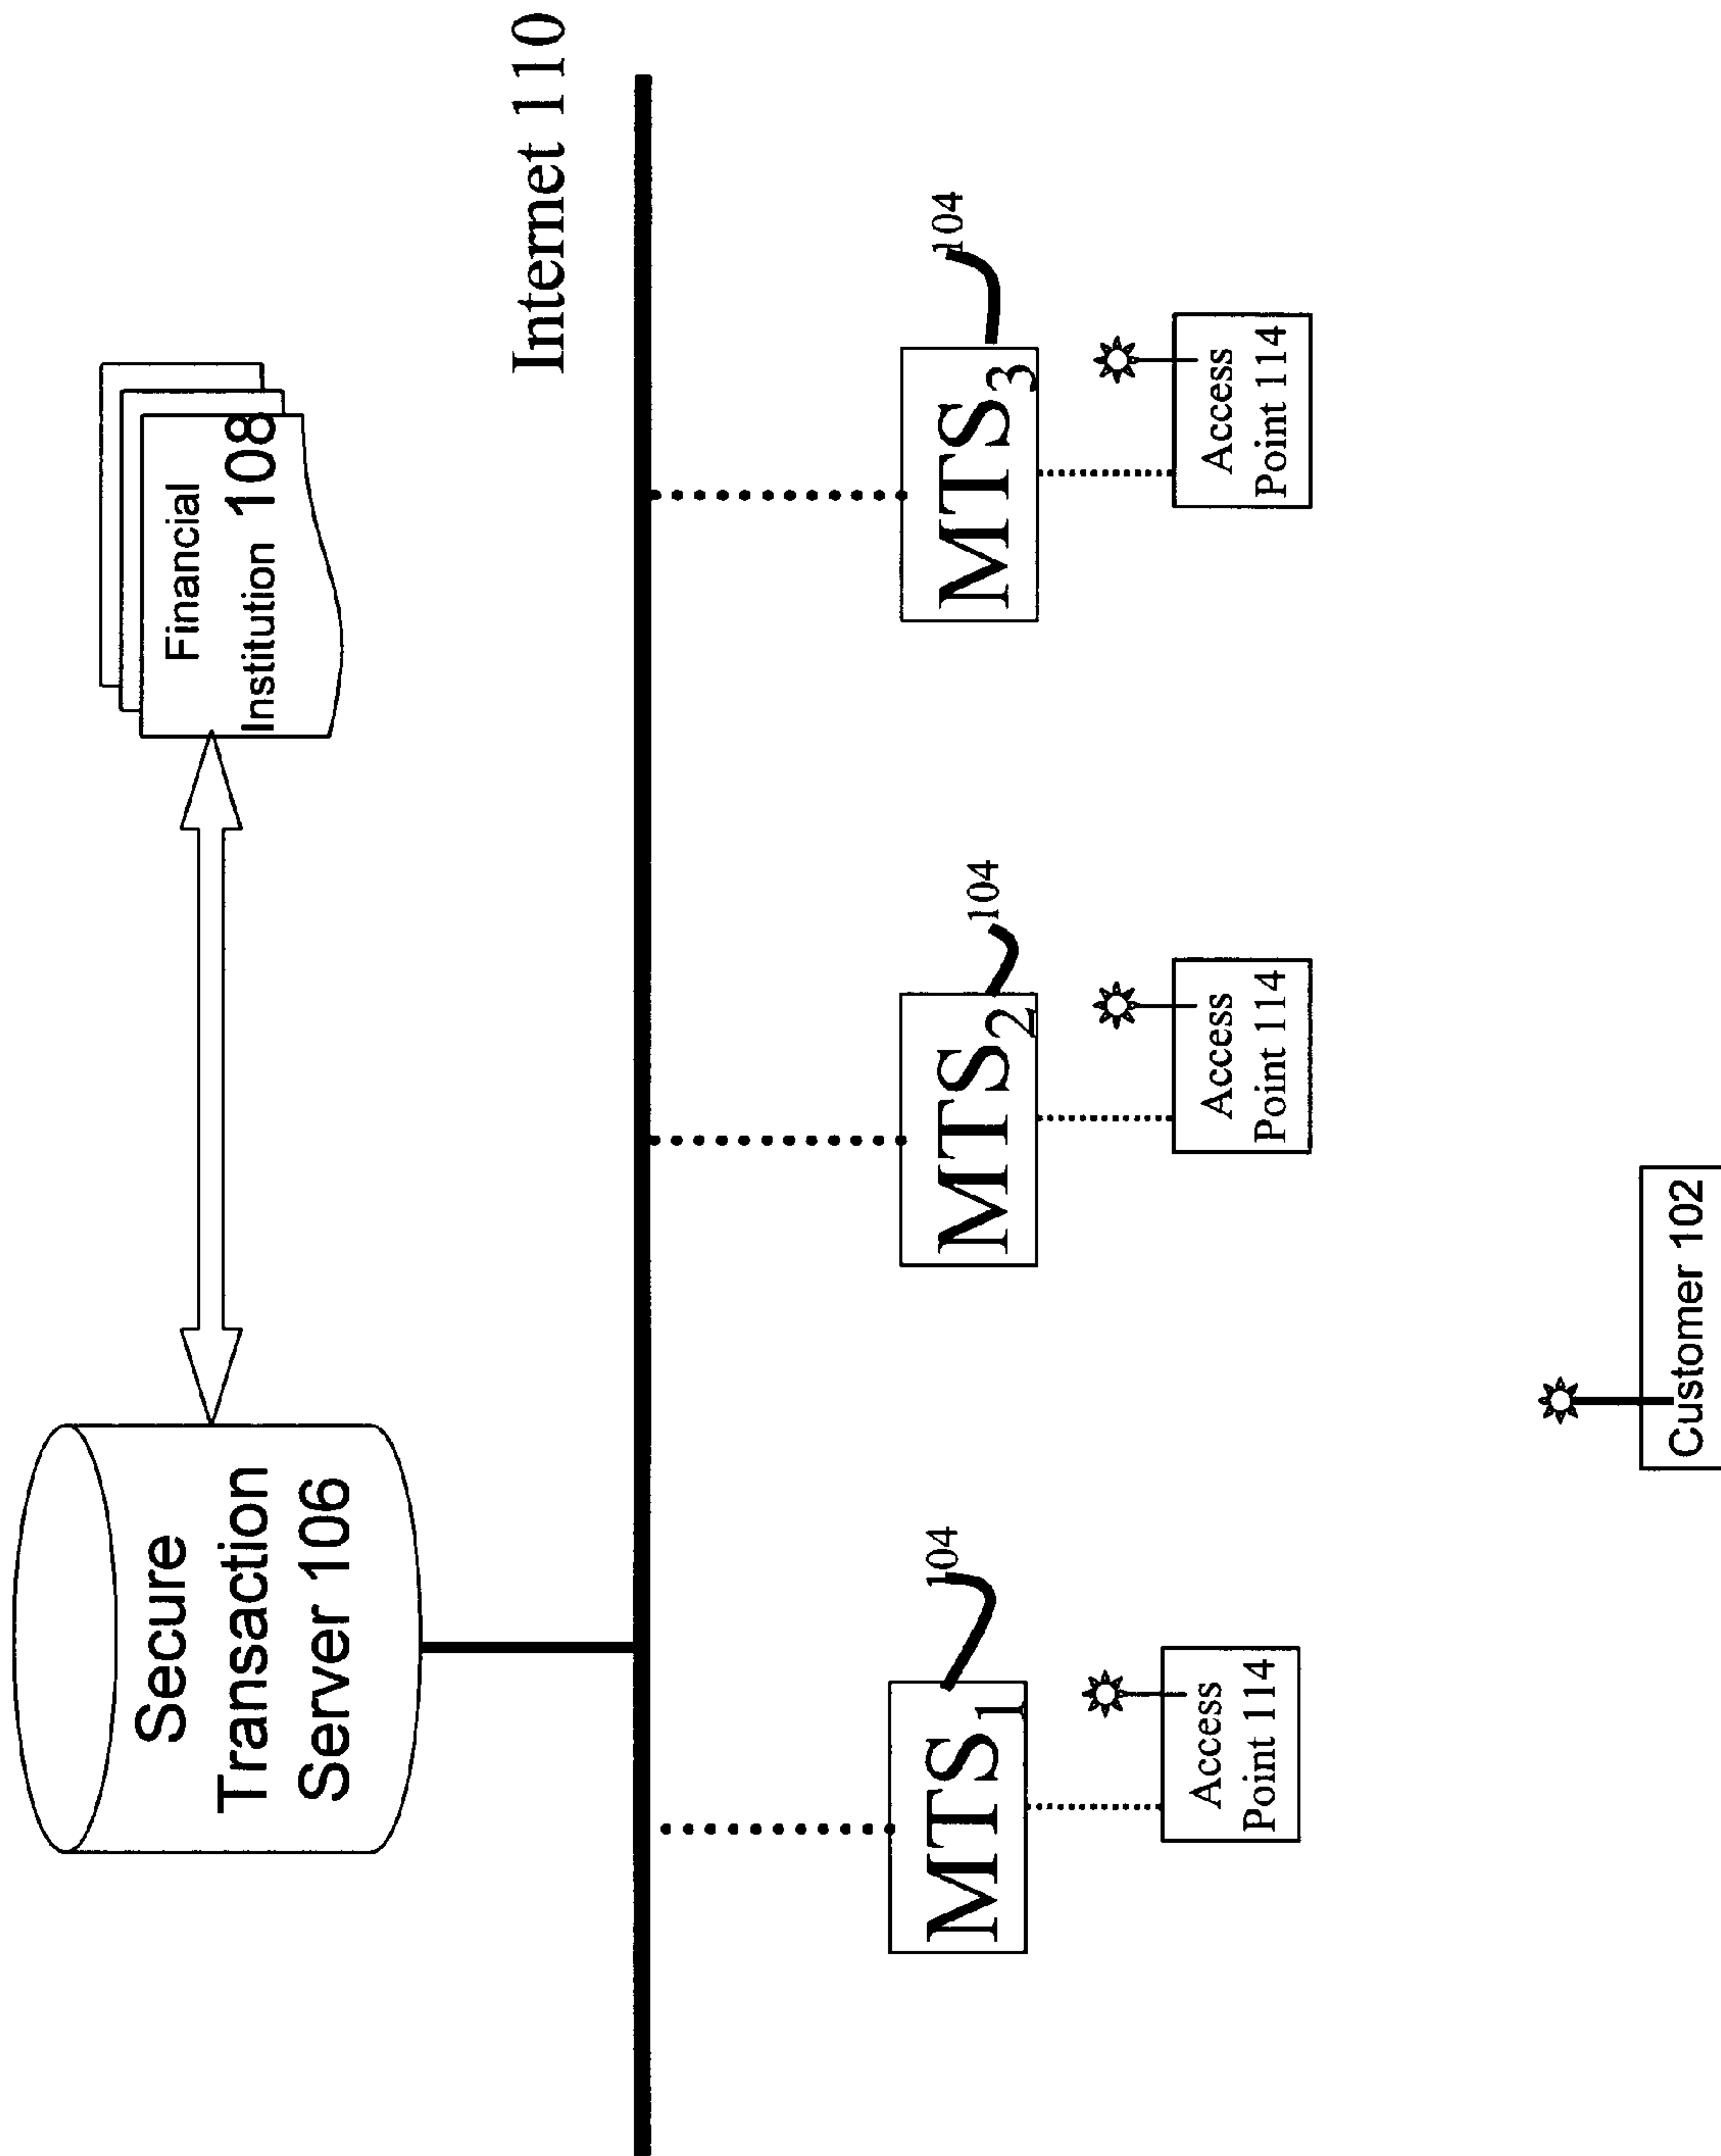 Secure
Transaction
Server 106
Financial
Institution 108
Internet 110
104
MTS1
104
MTS2
104
MTS3
Access
Point 114
Access
Point 114
Access
Point 114
Customer 102